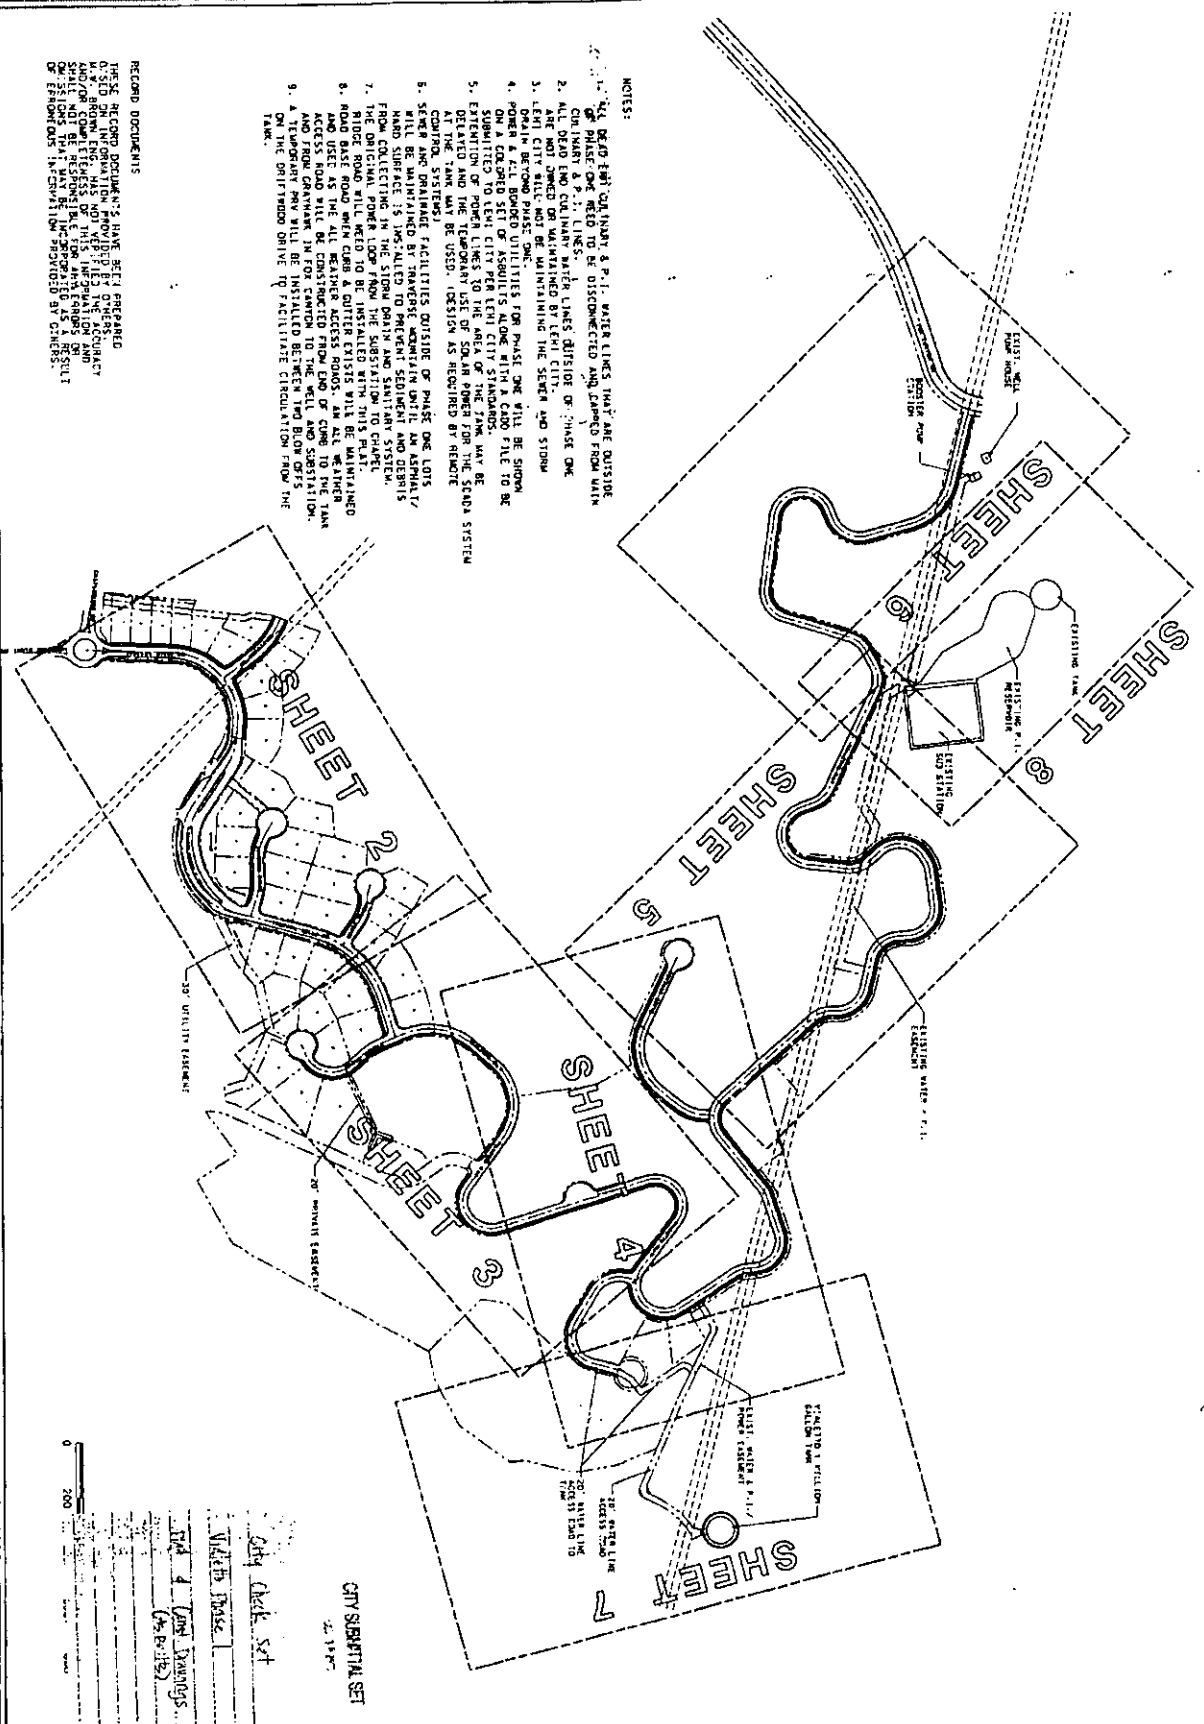 NOTES:
1. ALL DEAD END CULINARY & P.I. WATER LINES THAT ARE OUTSIDE
OF PHASE ONE NEED TO BE DISCONNECTED AND CAPPED FROM MAIN
CULINARY & P.I. LINES.
2. ALL DEAD END CULINARY WATER LINES OUTSIDE OF PHASE ONE
ARE NOT OWNED OR MAINTAINED BY LEHI CITY.
3. LEHI CITY WILL NOT BE MAINTAINING THE SEWER AND STORM
DRAIN BEYOND PHASE ONE.
4. POWER & ALL BONDED UTILITIES FOR PHASE ONE WILL BE SHOWN
ON A COLORED SET OF ASBUILTS ALONG WITH A CADD FILE TO BE
SUBMITTED TO LEHI CITY PER LEHI CITY STANDARDS.
5. EXTENTION OF POWER LINES TO THE AREA OF THE TANK MAY BE
DELAYED AND THE TEMPORARY USE OF SOLAR POWER FOR THE SCADA SYSTEM
AT THE TANK MAY BE USED. (DESIGN AS REQUIRED BY REMOTE
CONTROL SYSTEMS)
6. SEWER AND DRAINAGE FACILITIES OUTSIDE OF PHASE ONE LOTS
WILL BE MAINTAINED BY TRAVERSE MOUNTAIN UNTIL AN ASPHALT/
HARD SURFACE IS INSTALLED TO PREVENT SEDIMENT AND DEBRIS
FROM COLLECTING IN THE STORM DRAIN AND SANITARY SYSTEM.
7. THE ORIGINAL POWER LOOP FROM THE SUBSTATION TO CHAPEL
RIDGE ROAD WILL NEED TO BE INSTALLED WITH THIS PLAT.
8. ROAD BASE ROAD WHEN CURB & GUTTER EXISTS WILL BE MAINTAINED
AND USED AS THE ALL WEATHER ACCESS ROADS. AN ALL WEATHER
ACCESS ROAD WILL BE CONSTRUCTED FROM END OF CURB TO THE TANK
AND FROM GRAYHAWK IN FOX CANYON TO THE WELL AND SUBSTATION.
9. A TEMPORARY PRV WILL BE INSTALLED BETWEEN TWO BLOW OFFS
ON THE DRIFTWOOD DRIVE TO FACILITATE CIRCULATION FROM THE
TANK.
RECORD DOCUMENTS
THESE RECORD DOCUMENTS HAVE BEEN PREPARED
BASED ON INFORMATION PROVIDED BY OTHERS.
M.W. BROWN ENG. HAS NOT VERIFIED THE ACCURACY
AND/OR COMPLETENESS OF THIS INFORMATION AND
SHALL NOT BE RESPONSIBLE FOR ANY ERRORS OR
OMISSIONS THAT MAY BE INCORPORATED AS A RESULT
OF ERRONEOUS INFORMATION PROVIDED BY OTHERS.
EXIST. WELL
PUMP HOUSE
BOOSTER PUMP
STATION
SHEET 6
EXISTING TANK
EXISTING P.I.
RESERVOIR
EXISTING
SUB STATION
SHEET 8
SHEET 5
EXISTING WATER & P.I.
EASEMENT
SHEET 2
30' UTILITY EASEMENT
SHEET 3
20' PRIVATE EASEMENT
SHEET 4
EXIST. WATER & P.I./
POWER EASEMENT
GALLON TANK
20' WATER LINE
ACCESS ROAD
20' WATER LINE
ACCESS ROAD TO
TANK
SHEET 7
0 200
CITY SUBMITTAL SET
City Check Set
Phase 1
(As Builts)